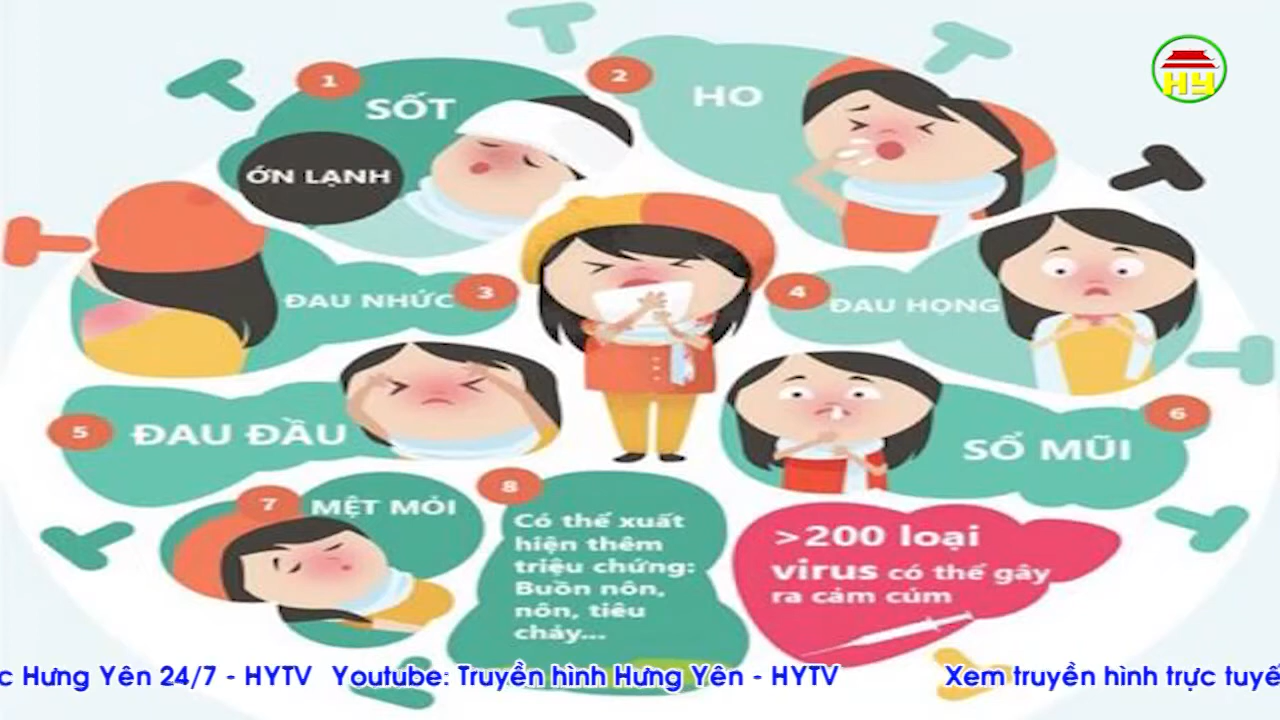 HY
1
SỐT
ỚN LẠNH
2
HO
ĐAU NHỨC
3
4
ĐAU HỌNG
5
ĐAU ĐẦU
6
SỔ MŨI
7
MỆT MỎI
8
Có thể xuất
hiện thêm
triệu chứng:
Buồn nôn,
nôn, tiêu
chảy...
>200 loại
virus có thể gây
ra cảm cúm
c Hưng Yên 24/7 - HYTV Youtube: Truyền hình Hưng Yên - HYTV Xem truyền hình trực tuyế